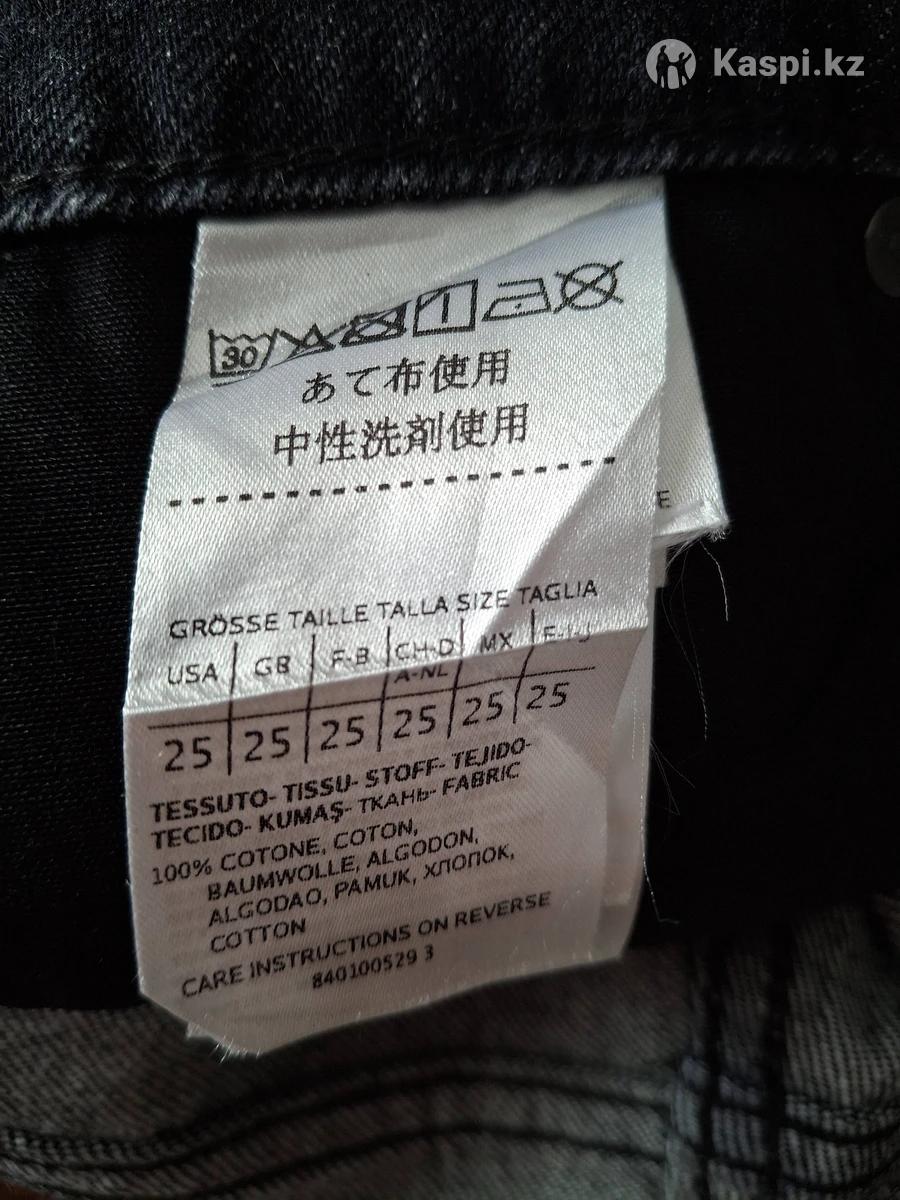 Kaspi.kz
30
あて布使用
中性洗剤使用
E
GRÖSSE TAILLE TALLA SIZE TAGLIA
USA GB F-B CH-D MX E-I-J
A-NL
25 25 25 25 25 25
TESSUTO- TISSU- STOFF- TEJIDO-
TECIDO- KUMAŞ- ТКАНЬ- FABRIC
100% COTONE, COTON,
BAUMWOLLE, ALGODON,
ALGODAO, PAMUK, ХЛОПОК,
COTTON
CARE INSTRUCTIONS ON REVERSE
840100529 3